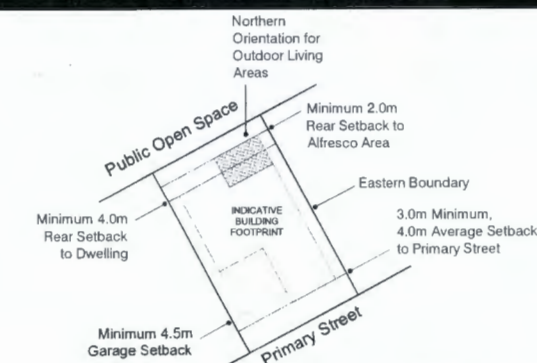 Northern
Orientation for
Outdoor Living
Areas
Public Open Space
Minimum 2.0m
Rear Setback to
Alfresco Area
Eastern Boundary
Minimum 4.0m
Rear Setback
to Dwelling
INDICATIVE
BUILDING
FOOTPRINT
3.0m Minimum,
4.0m Average Setback
to Primary Street
Minimum 4.5m
Garage Setback
Primary Street